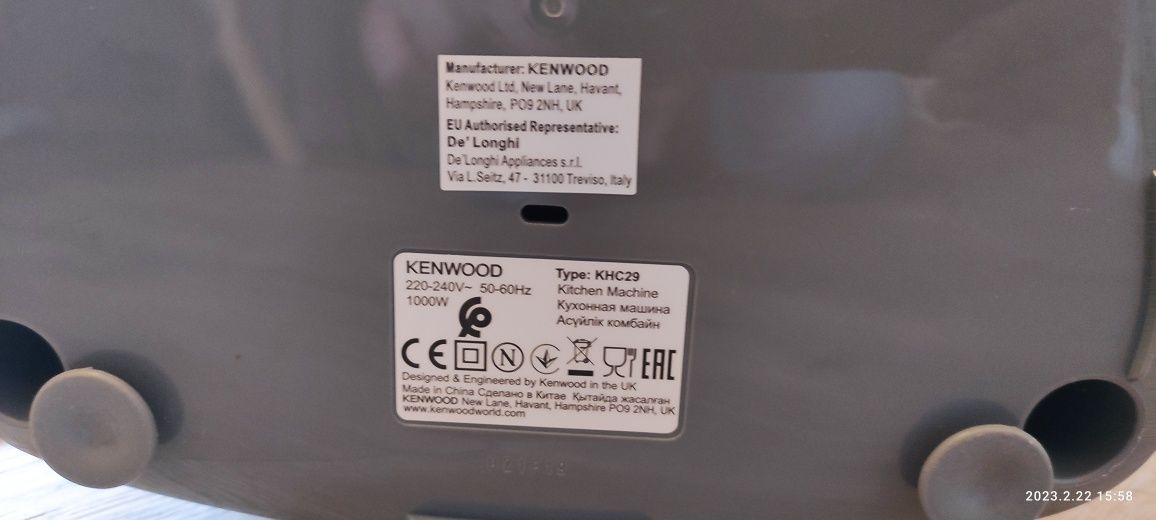 Manufacturer: KENWOOD
Kenwood Ltd, New Lane, Havant,
Hampshire, PO9 2NH, UK
EU Authorised Representative:
De'Longhi
De'Longhi Appliances s.r.l.
Via L.Seitz, 47 - 31100 Treviso, Italy
KENWOOD
220-240V~ 50-60Hz
1000W
Type: KHC29
Kitchen Machine
Кухонная машина
Асүйлік комбайн
CE N EAC
Designed & Engineered by Kenwood in the UK
Made in China Сделано в Китае Қытайда жасалған
KENWOOD New Lane, Havant, Hampshire PO9 2NH, UK
www.kenwoodworld.com
2023.2.22 15:58